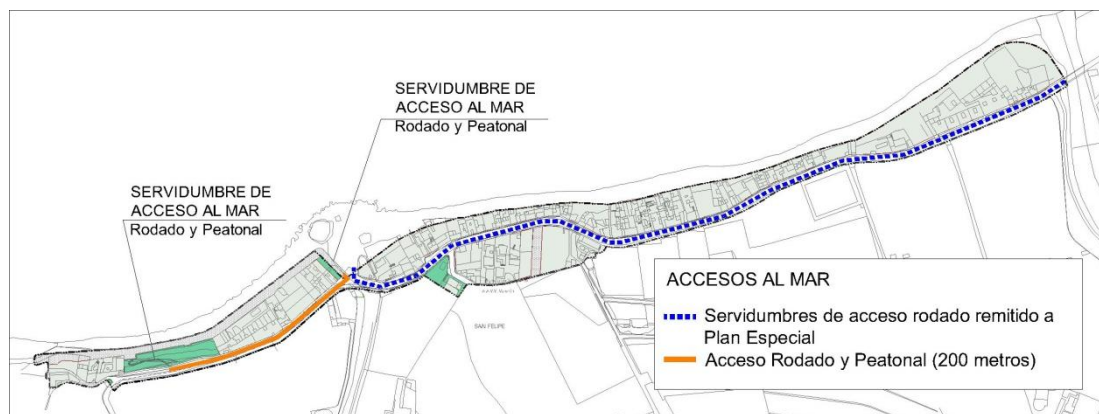 SERVIDUMBRE DE
ACCESO AL MAR
Rodado y Peatonal
SERVIDUMBRE DE
ACCESO AL MAR
Rodado y Peatonal
SAN FELIPE
ACCESOS AL MAR
Servidumbres de acceso rodado remitido a
Plan Especial
Acceso Rodado y Peatonal (200 metros)